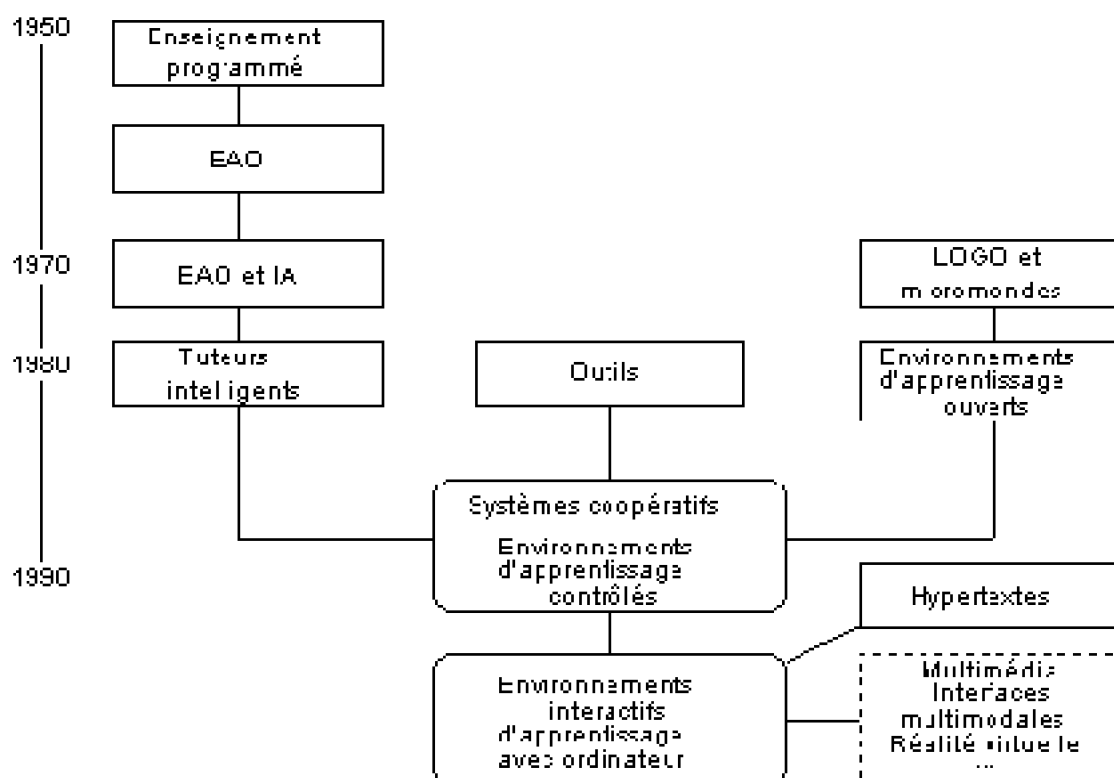 1950
Enseignement
programmé
EAO
1970
EAO et IA
LOGO et
micromondes
1980
Tuteurs
intelligents
Outils
Environnements
d'apprentissage
ouverts
Systèmes coopératifs
Environnements
d'apprentissage
contrôlés
1990
Hypertextes
Environnements
interactifs
d'apprentissage
avec ordinateur
Multimédia
Interfaces
multimodales
Réalité virtuelle
...